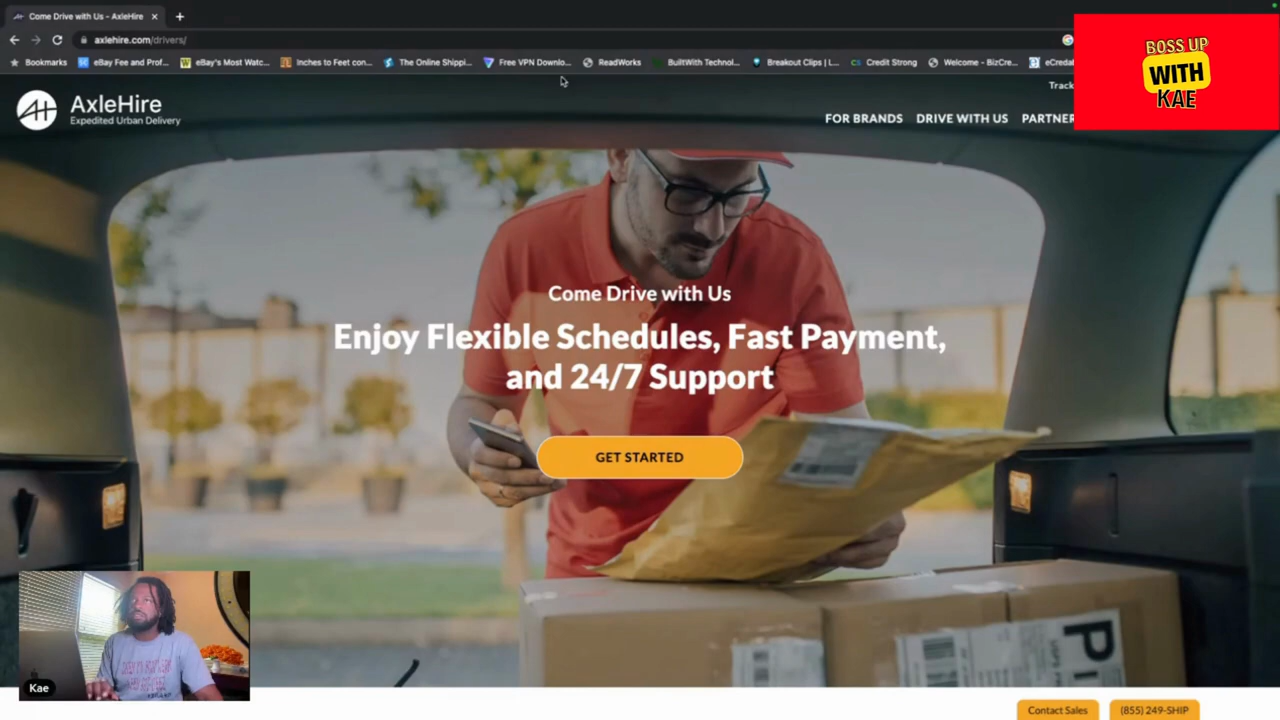 Come Drive with Us - AxleHire
axlehire.com/drivers/
Bookmarks
eBay Fee and Prof...
eBay's Most Watc...
Inches to Feet con...
The Online Shippi...
Free VPN Downlo...
ReadWorks
BuiltWith Technol...
Breakout Clips | L...
Credit Strong
Welcome - BizCre...
eCredal
BOSS UP
WITH
KAE
Track
AxleHire
Expedited Urban Delivery
FOR BRANDS
DRIVE WITH US
PARTNER
Come Drive with Us
Enjoy Flexible Schedules, Fast Payment,
and 24/7 Support
GET STARTED
Kae
Contact Sales
(855) 249-SHIP